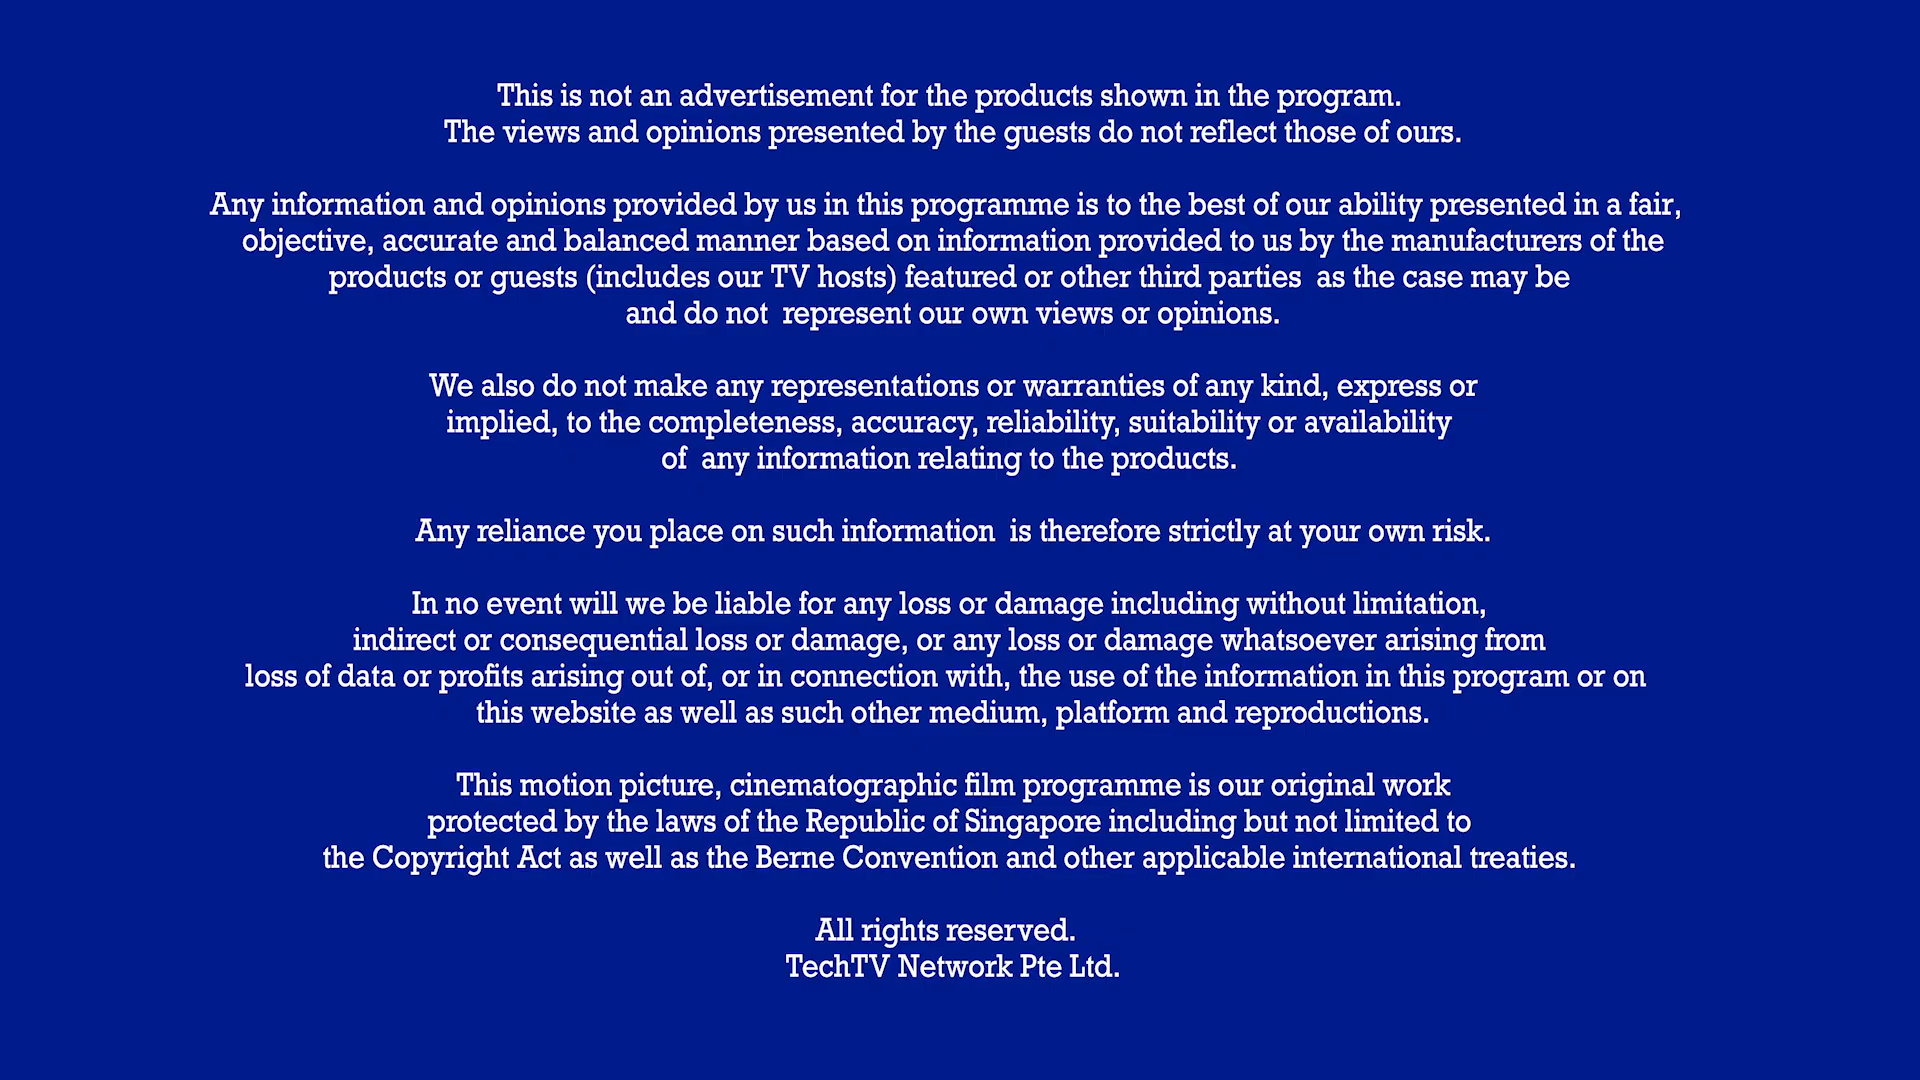 This is not an advertisement for the products shown in the program.
The views and opinions presented by the guests do not reflect those of ours.
Any information and opinions provided by us in this programme is to the best of our ability presented in a fair,
objective, accurate and balanced manner based on information provided to us by the manufacturers of the
products or guests (includes our TV hosts) featured or other third parties  as the case may be
and do not  represent our own views or opinions.
We also do not make any representations or warranties of any kind, express or
implied, to the completeness, accuracy, reliability, suitability or availability
of  any information relating to the products.
Any reliance you place on such information  is therefore strictly at your own risk.
In no event will we be liable for any loss or damage including without limitation,
indirect or consequential loss or damage, or any loss or damage whatsoever arising from
loss of data or profits arising out of, or in connection with, the use of the information in this program or on
this website as well as such other medium, platform and reproductions.
This motion picture, cinematographic film programme is our original work
protected by the laws of the Republic of Singapore including but not limited to
the Copyright Act as well as the Berne Convention and other applicable international treaties.
All rights reserved.
TechTV Network Pte Ltd.